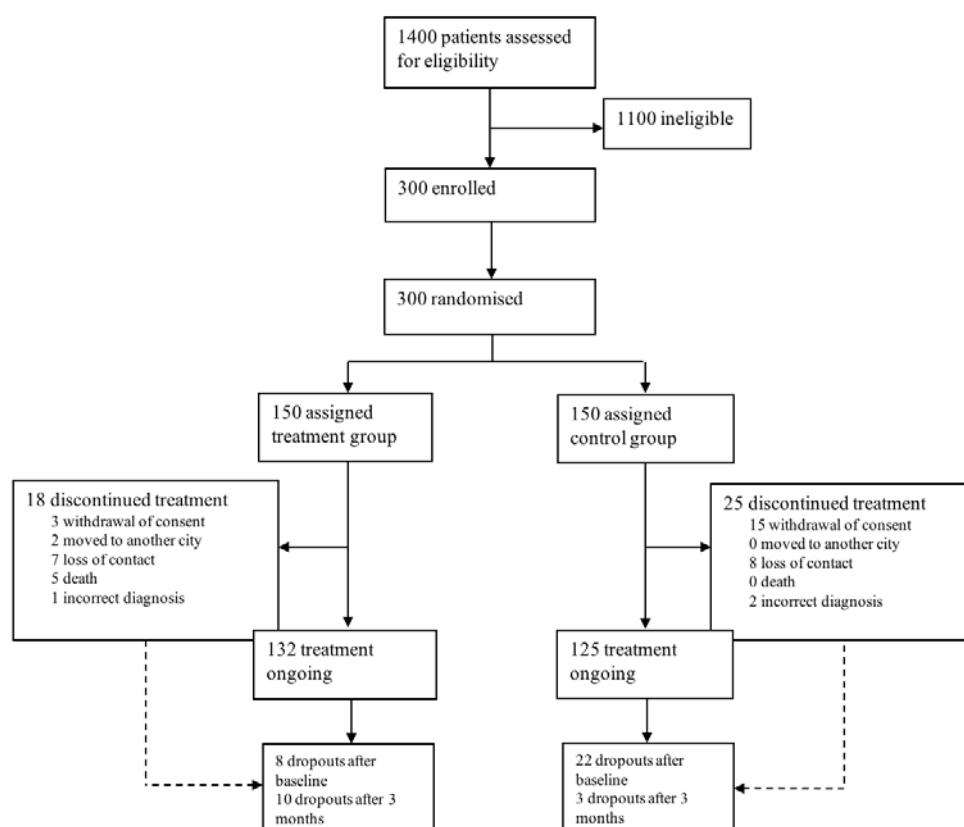 1400 patients assessed
for eligibility
1100 ineligible
300 enrolled
300 randomised
150 assigned
treatment group
150 assigned
control group
18 discontinued treatment
3 withdrawal of consent
2 moved to another city
7 loss of contact
5 death
1 incorrect diagnosis
25 discontinued treatment
15 withdrawal of consent
0 moved to another city
8 loss of contact
0 death
2 incorrect diagnosis
132 treatment
ongoing
125 treatment
ongoing
8 dropouts after
baseline
10 dropouts after 3
months
22 dropouts after
baseline
3 dropouts after 3
months